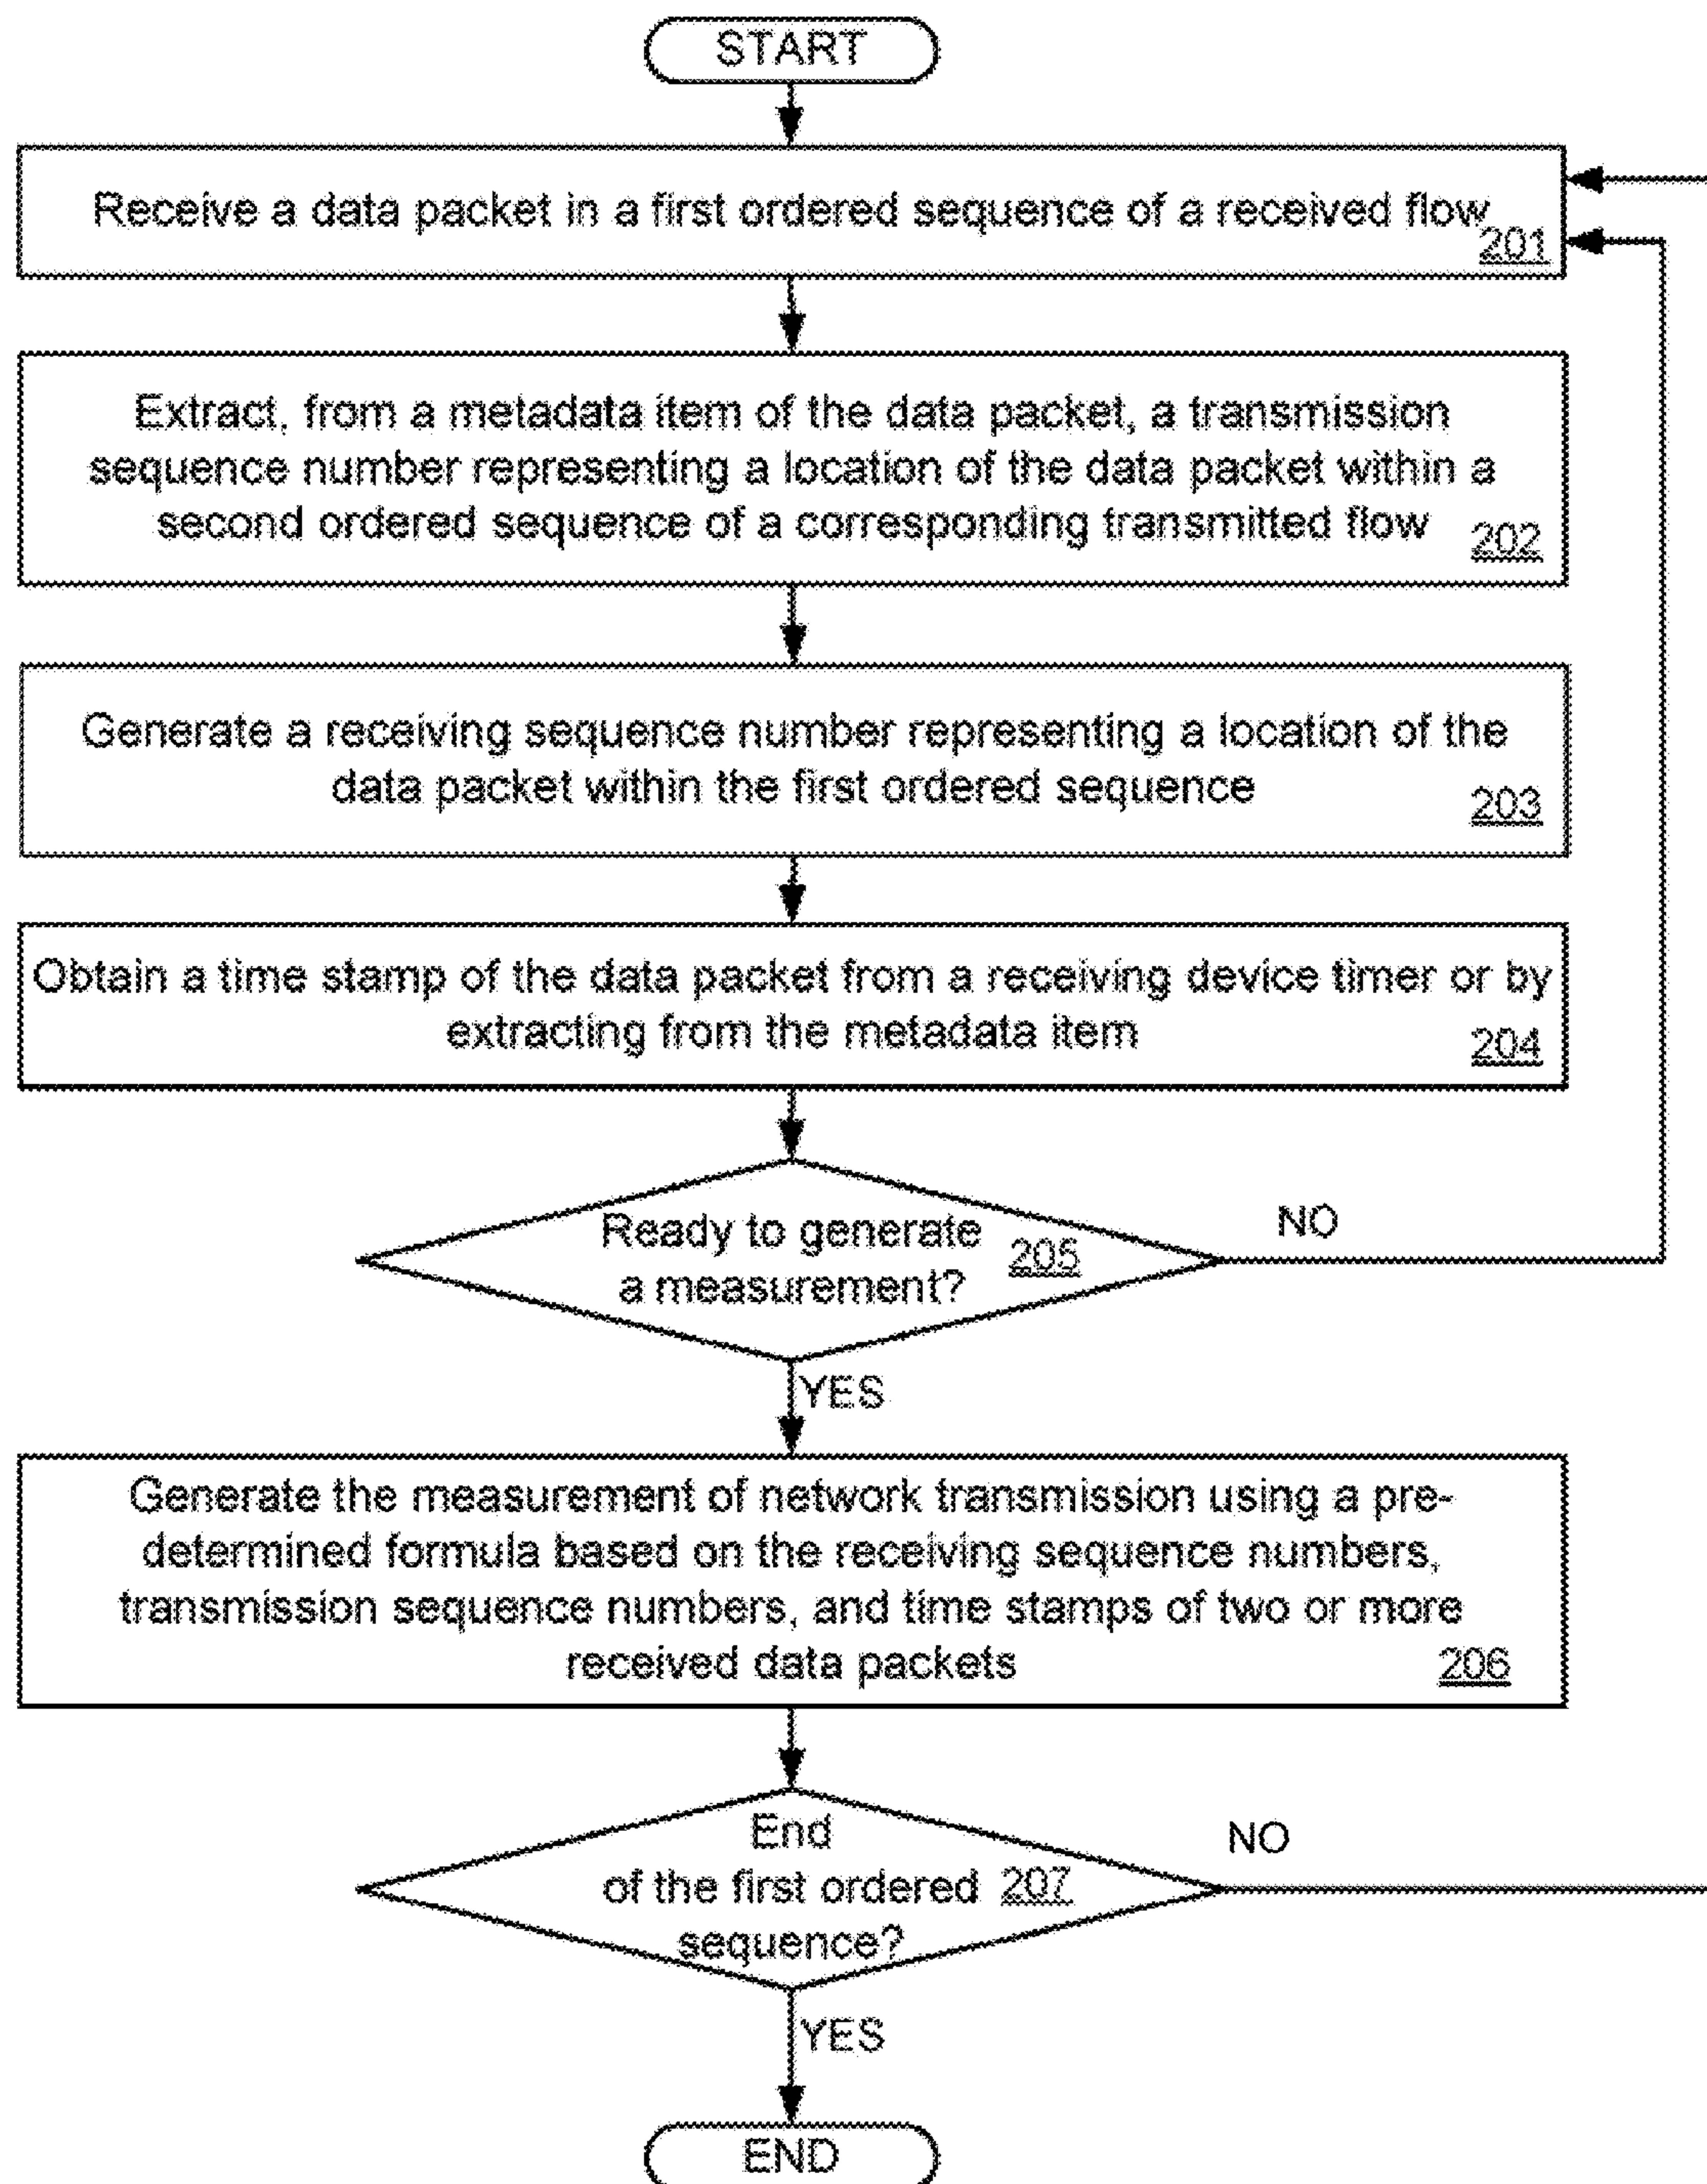 START
Receive a data packet in a first ordered sequence of a received flow
201
Extract, from a metadata item of the data packet, a transmission
sequence number representing a location of the data packet within a
second ordered sequence of a corresponding transmitted flow
202
Generate a receiving sequence number representing a location of the
data packet within the first ordered sequence
203
Obtain a time stamp of the data packet from a receiving device timer or by
extracting from the metadata item
204
Ready to generate
a measurement?
205
NO
YES
Generate the measurement of network transmission using a pre-
determined formula based on the receiving sequence numbers,
transmission sequence numbers, and time stamps of two or more
received data packets
206
End
of the first ordered
sequence?
207
NO
YES
END